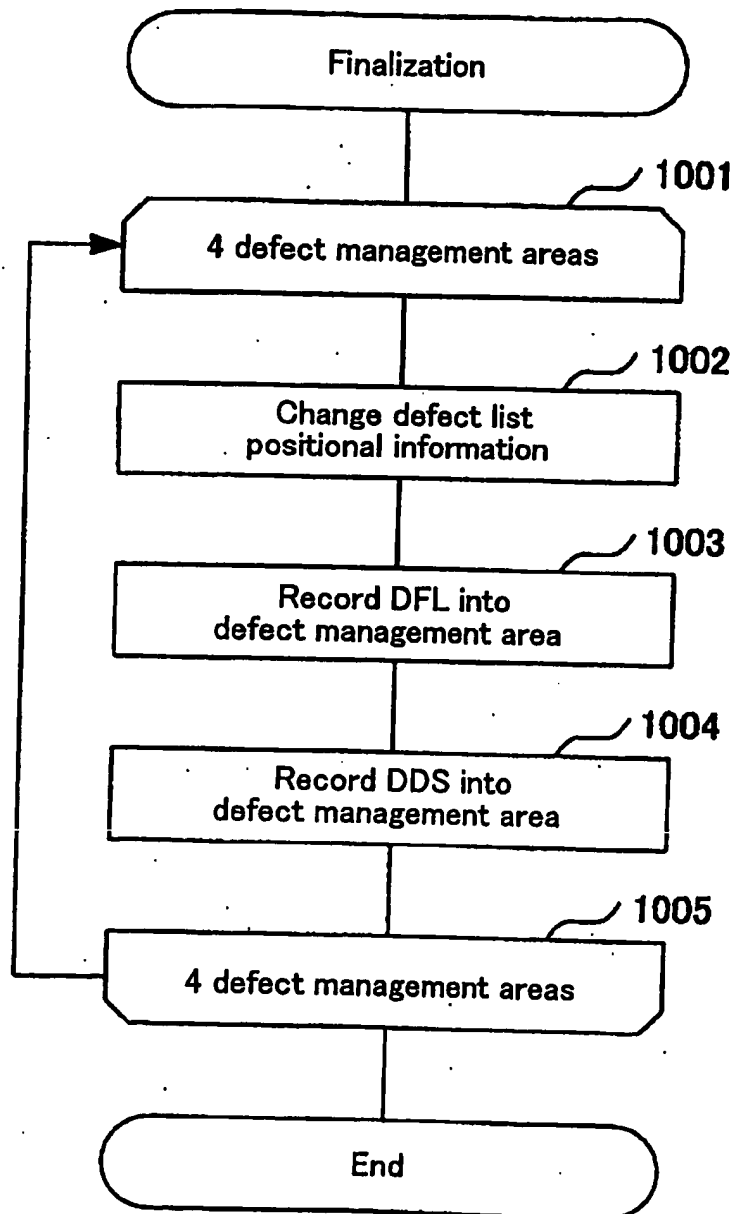 Finalization
1001
4 defect management areas
1002
Change defect list
positional information
1003
Record DFL into
defect management area
1004
Record DDS into
defect management area
1005
4 defect management areas
End